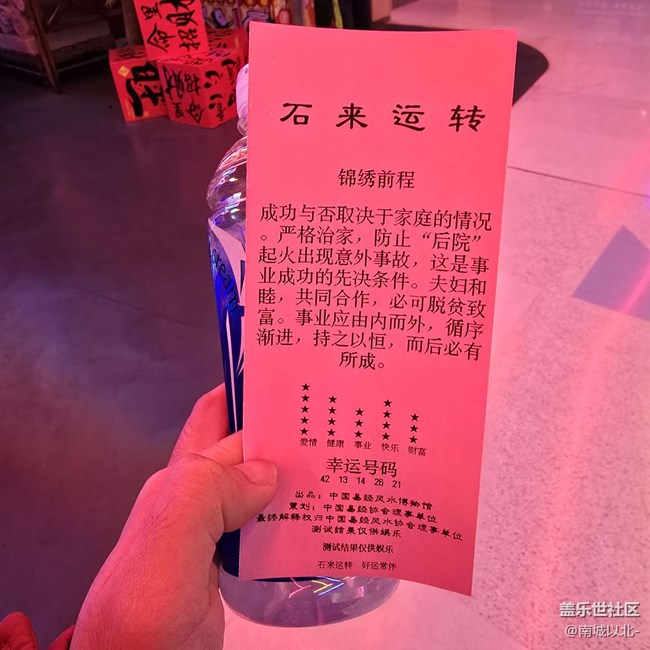 招财
旺
招财
石来运转
锦绣前程
成功与否取决于家庭的情况
。严格治家，防止“后院”
起火出现意外事故，这是事
业成功的先决条件。夫妇和
睦，共同合作，必可脱贫致
富。事业应由内而外，循序
渐进，持之以恒，而后必有
所成。
★
★ ★ ★
★ ★ ★ ★ ★
★ ★ ★ ★ ★
★ ★ ★ ★ ★
爱情 健康 事业 快乐 财富
幸运号码
42 13 14 26 21
出品：中国易经风水博物馆
策划：中国易经协会理事单位
最终解释权归中国易经风水协会理事单位
测试结果仅供娱乐
测试结果仅供娱乐
石来运转 好运常伴
盖乐世社区
@南城以北-